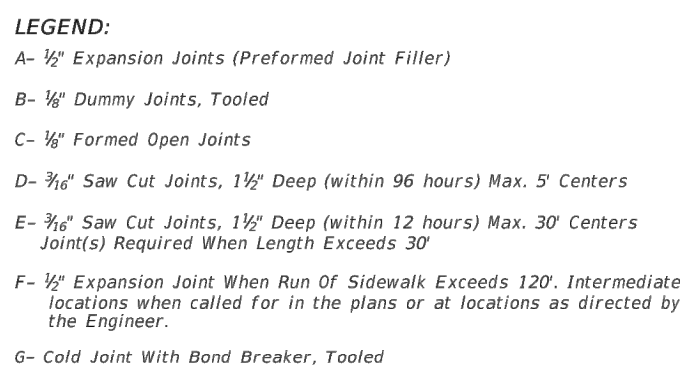 LEGEND:
A– ½" Expansion Joints (Preformed Joint Filler)
B– ⅛" Dummy Joints, Tooled
C– ⅛" Formed Open Joints
D– 3⁄16" Saw Cut Joints, 1½" Deep (within 96 hours) Max. 5' Centers
E– 3⁄16" Saw Cut Joints, 1½" Deep (within 12 hours) Max. 30' Centers
Joint(s) Required When Length Exceeds 30'
F– ½" Expansion Joint When Run Of Sidewalk Exceeds 120'. Intermediate
locations when called for in the plans or at locations as directed by
the Engineer.
G– Cold Joint With Bond Breaker, Tooled